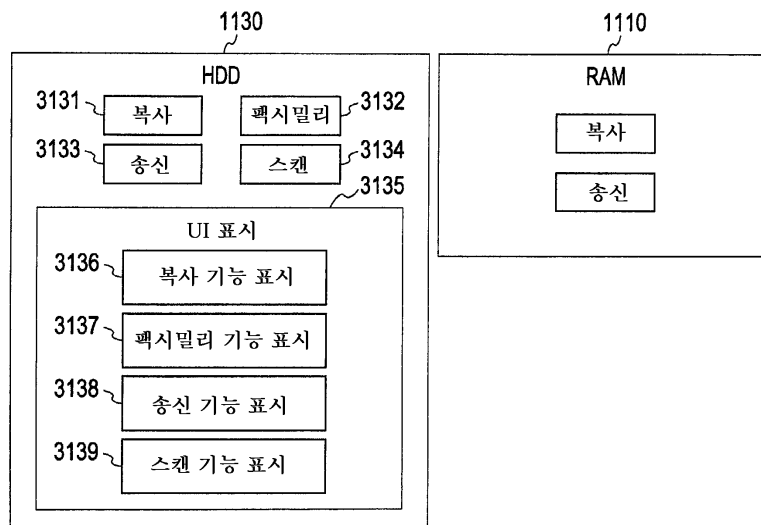 1130
HDD
3131
복사
팩시밀리
3132
3133
송신
스캔
3134
3135
UI 표시
3136
복사 기능 표시
3137
팩시밀리 기능 표시
3138
송신 기능 표시
3139
스캔 기능 표시
1110
RAM
복사
송신